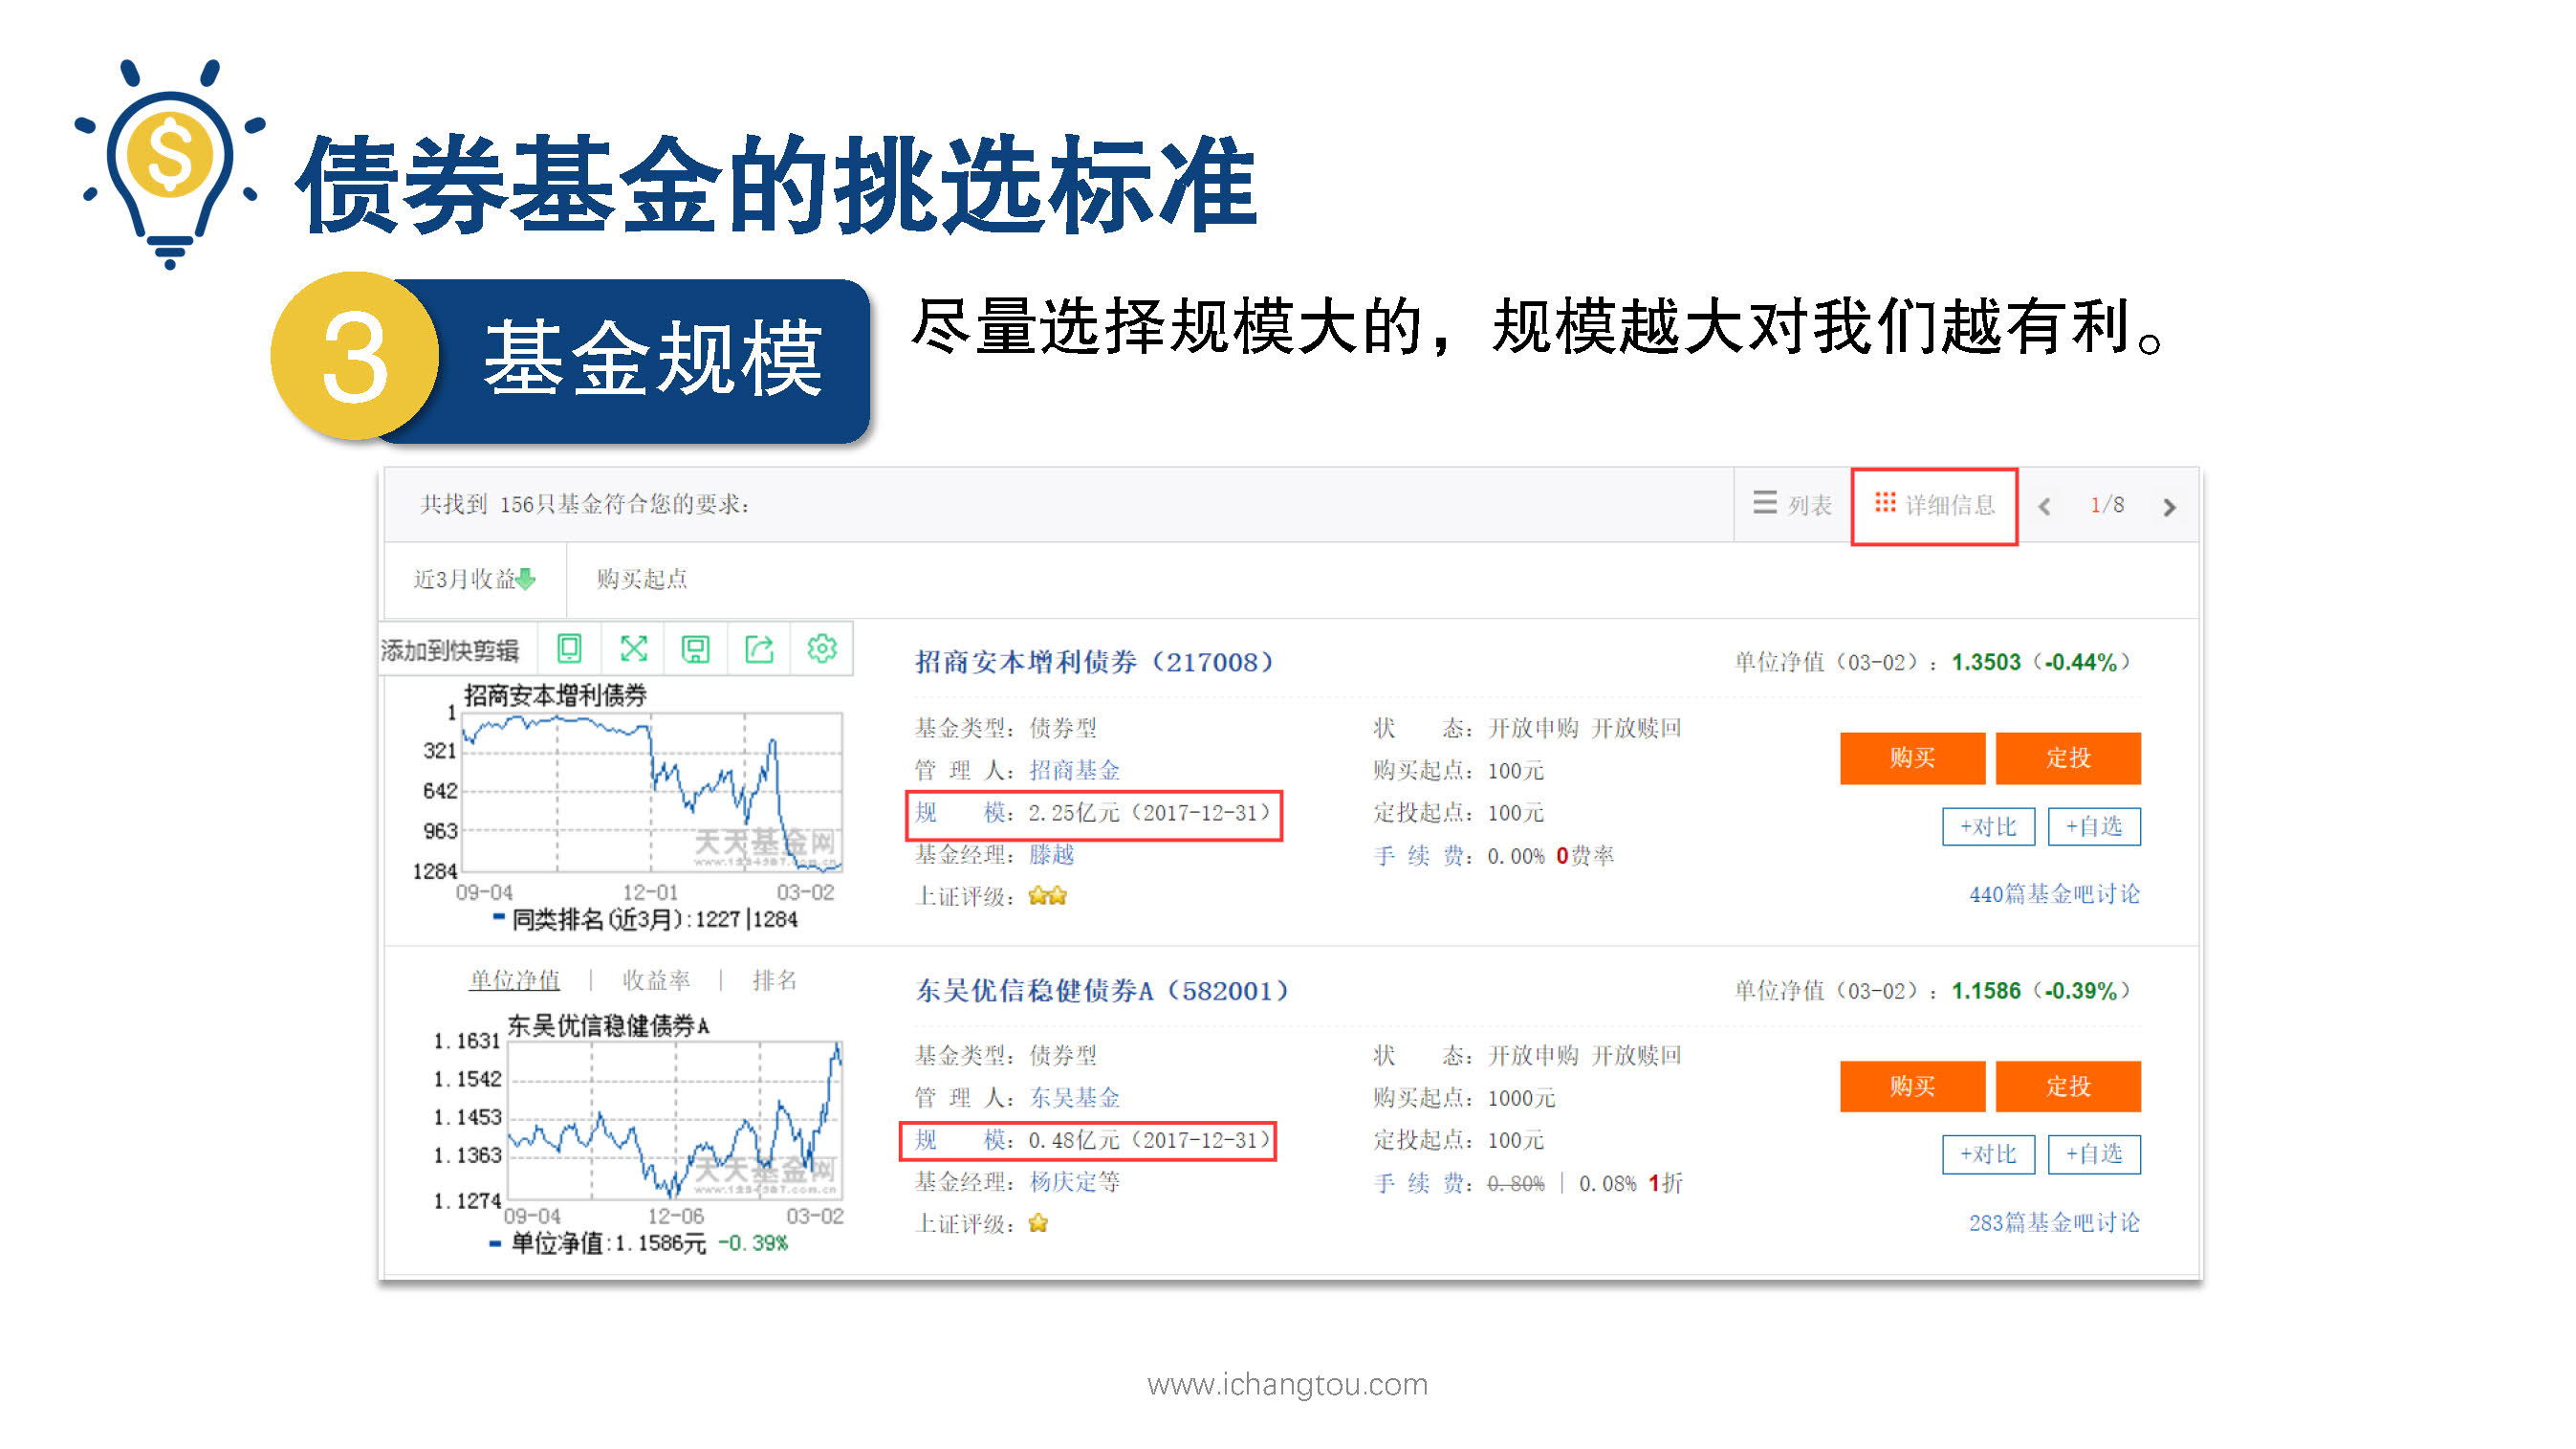 债券基金的挑选标准
3 基金规模
尽量选择规模大的，规模越大对我们越有利。
共找到 156只基金符合您的要求：
列表 详细信息 1/8
近3月收益 购买起点
添加到快剪辑
招商安本增利债券
1
321
642
963
1284
09-04 12-01 03-02
天天基金网
www.1234567.com.cn
同类排名(近3月):1227|1284
招商安本增利债券（217008）
单位净值（03-02）：1.3503（-0.44%）
基金类型：债券型
状 态：开放申购 开放赎回
管 理 人：招商基金
购买起点：100元
规 模：2.25亿元（2017-12-31）
定投起点：100元
基金经理：滕越
手 续 费：0.00% 0费率
上证评级：
购买 定投
+对比 +自选
440篇基金吧讨论
单位净值 | 收益率 | 排名
东吴优信稳健债券A
1.1631
1.1542
1.1453
1.1363
1.1274
09-04 12-06 03-02
天天基金网
www.1234567.com.cn
单位净值:1.1586元 -0.39%
东吴优信稳健债券A（582001）
单位净值（03-02）：1.1586（-0.39%）
基金类型：债券型
状 态：开放申购 开放赎回
管 理 人：东吴基金
购买起点：1000元
规 模：0.48亿元（2017-12-31）
定投起点：100元
基金经理：杨庆定等
手 续 费：0.80% | 0.08% 1折
上证评级：
购买 定投
+对比 +自选
283篇基金吧讨论
www.ichangtou.com